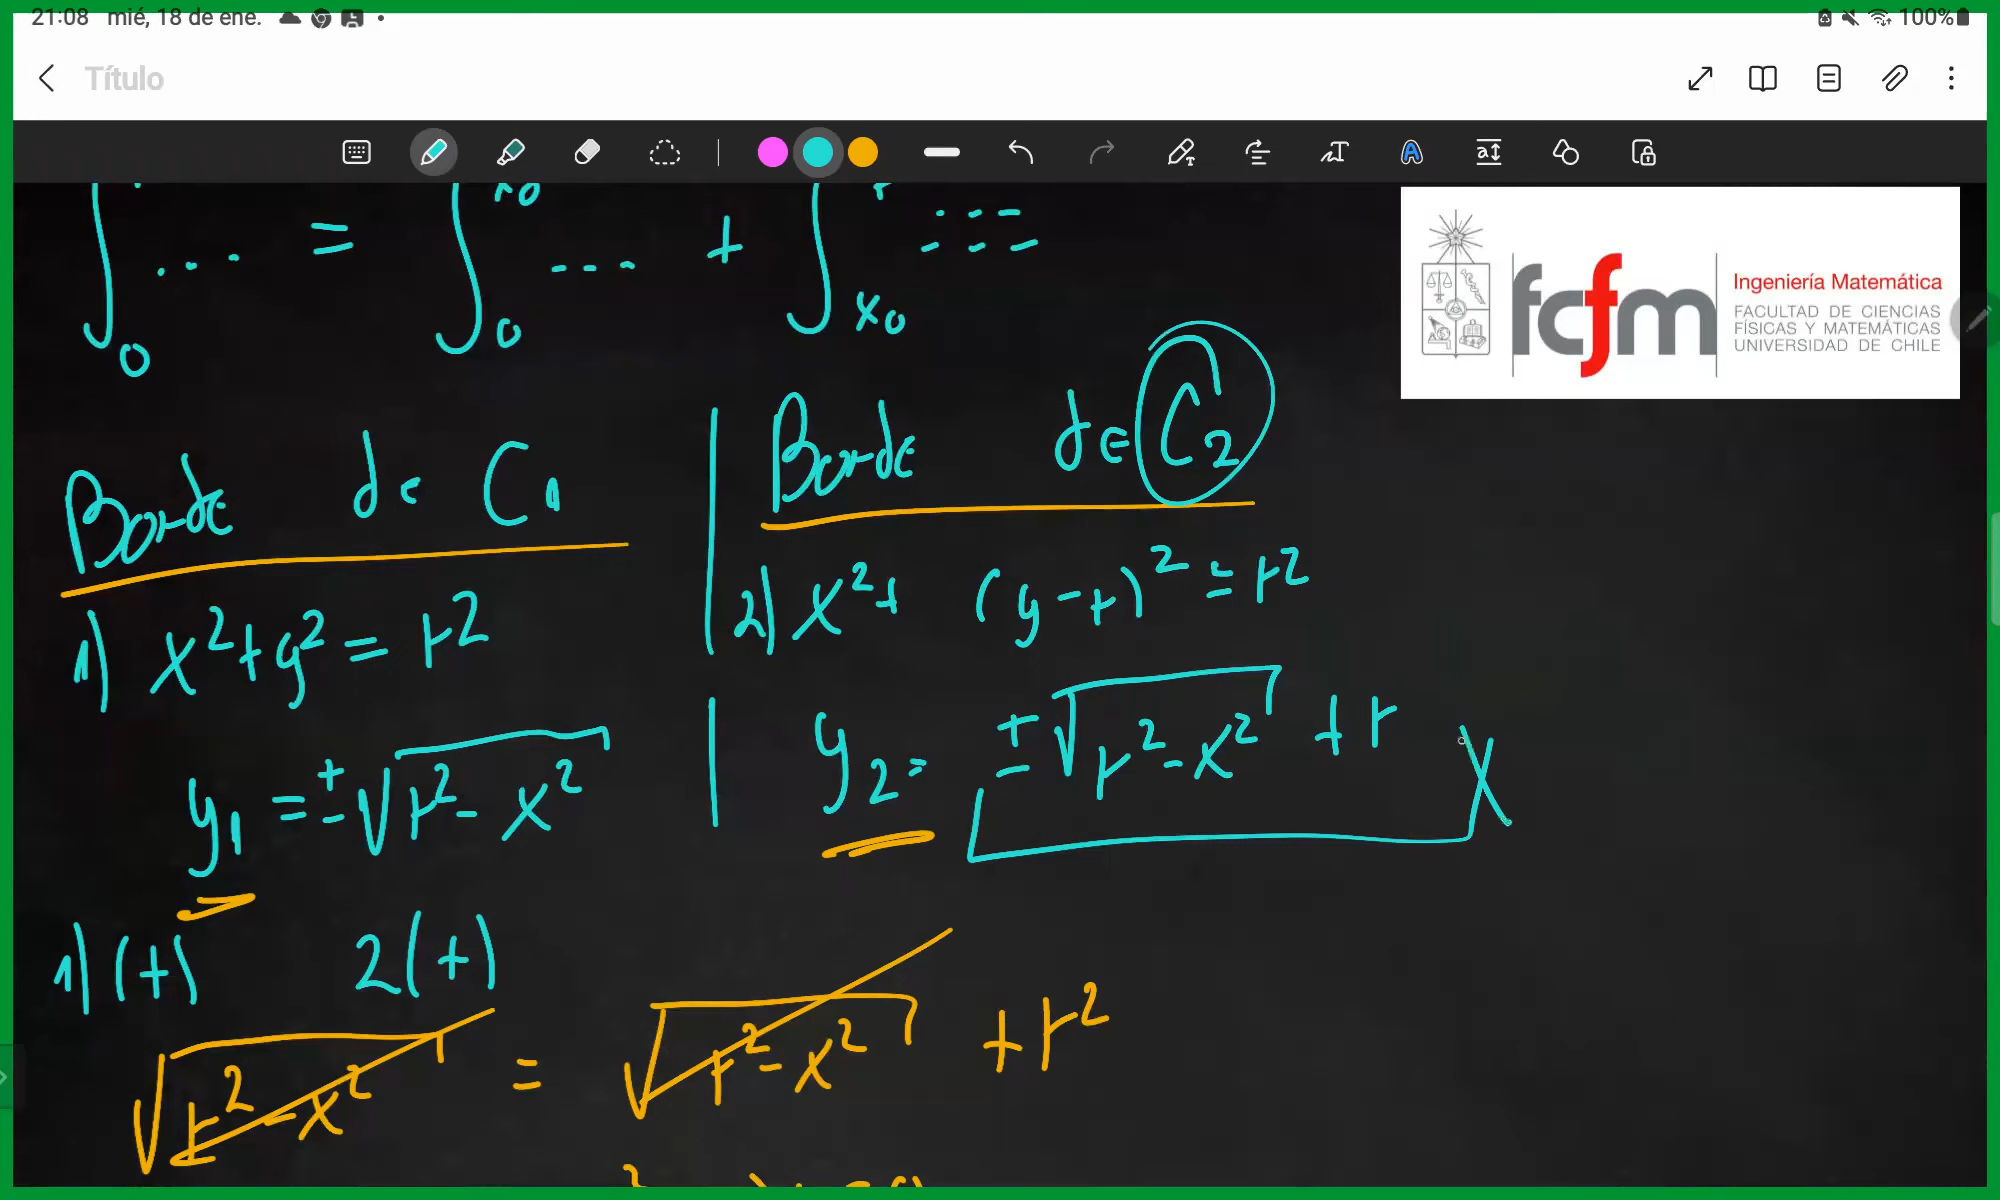 21:08 mié, 18 de ene. 100%
Título
∫₀ ... = ∫₀^{x₀} ... + ∫_{x₀}^{r} ...
fcfm
Ingeniería Matemática
FACULTAD DE CIENCIAS
FÍSICAS Y MATEMÁTICAS
UNIVERSIDAD DE CHILE
Borde de C₁
1) x² + y² = r²
y₁ = ±√(r² - x²)
Borde de C₂
2) x² + (y - r)² = r²
y₂ = ±√(r² - x²) + r X
1) (+) 2(+)
√(r² - x²) = √(r² - x²) + r²